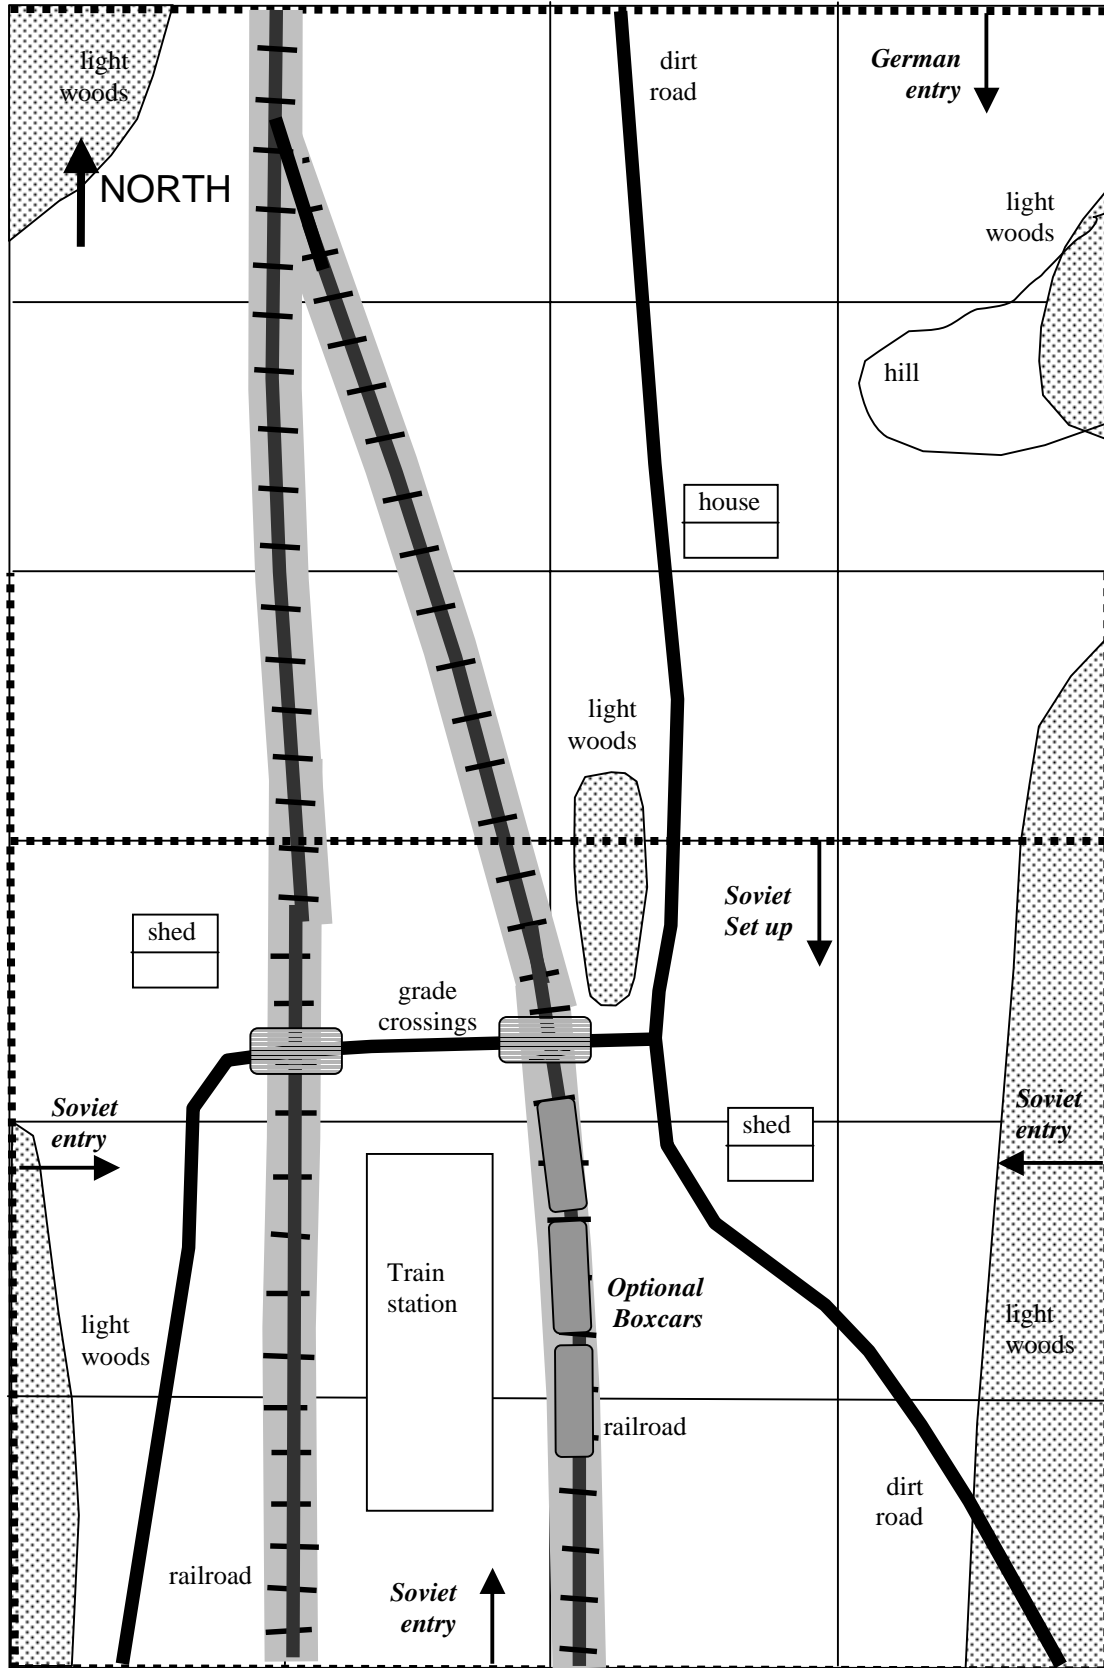 light
woods
dirt
road
German
entry
NORTH
light
woods
hill
house
light
woods
Soviet
Set up
shed
grade
crossings
Soviet
entry
shed
Soviet
entry
Train
station
Optional
Boxcars
light
woods
light
woods
railroad
dirt
road
railroad
Soviet
entry